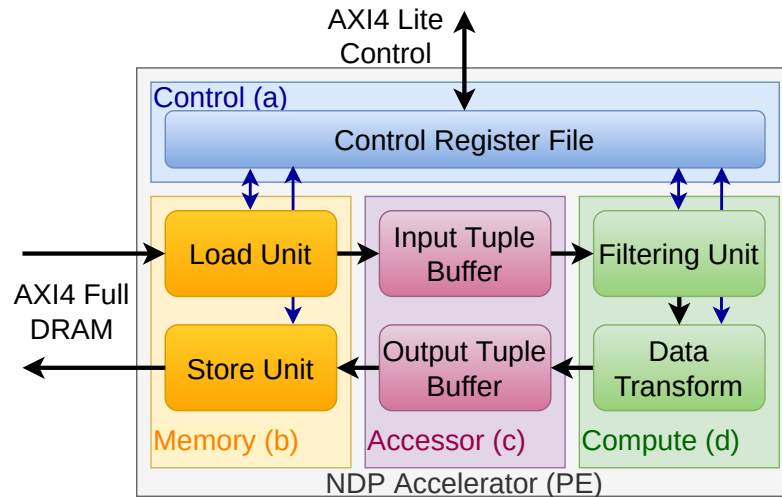 AXI4 Lite
Control
Control (a)
Control Register File
Load Unit
Input Tuple
Buffer
Filtering Unit
AXI4 Full
DRAM
Store Unit
Output Tuple
Buffer
Data
Transform
Memory (b)
Accessor (c)
Compute (d)
NDP Accelerator (PE)